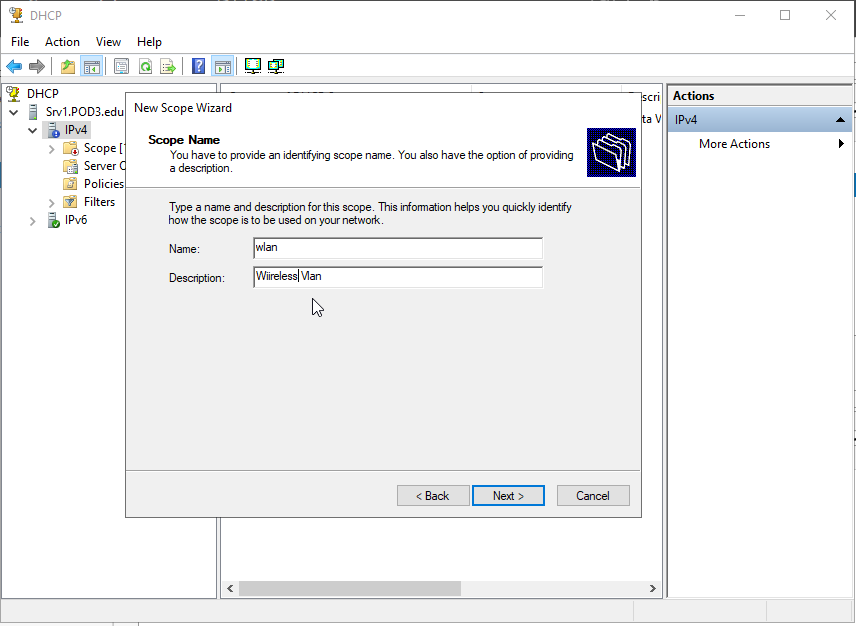 DHCP
File Action View Help
DHCP
Srv1.POD3.edu
IPv4
Scope [
Server O
Policies
Filters
IPv6
New Scope Wizard
Scope Name
You have to provide an identifying scope name. You also have the option of providing
a description.
Type a name and description for this scope. This information helps you quickly identify
how the scope is to be used on your network.
Name: wlan
Description: Wiireless Vlan
< Back Next > Cancel
scri
ta V
Actions
IPv4
More Actions